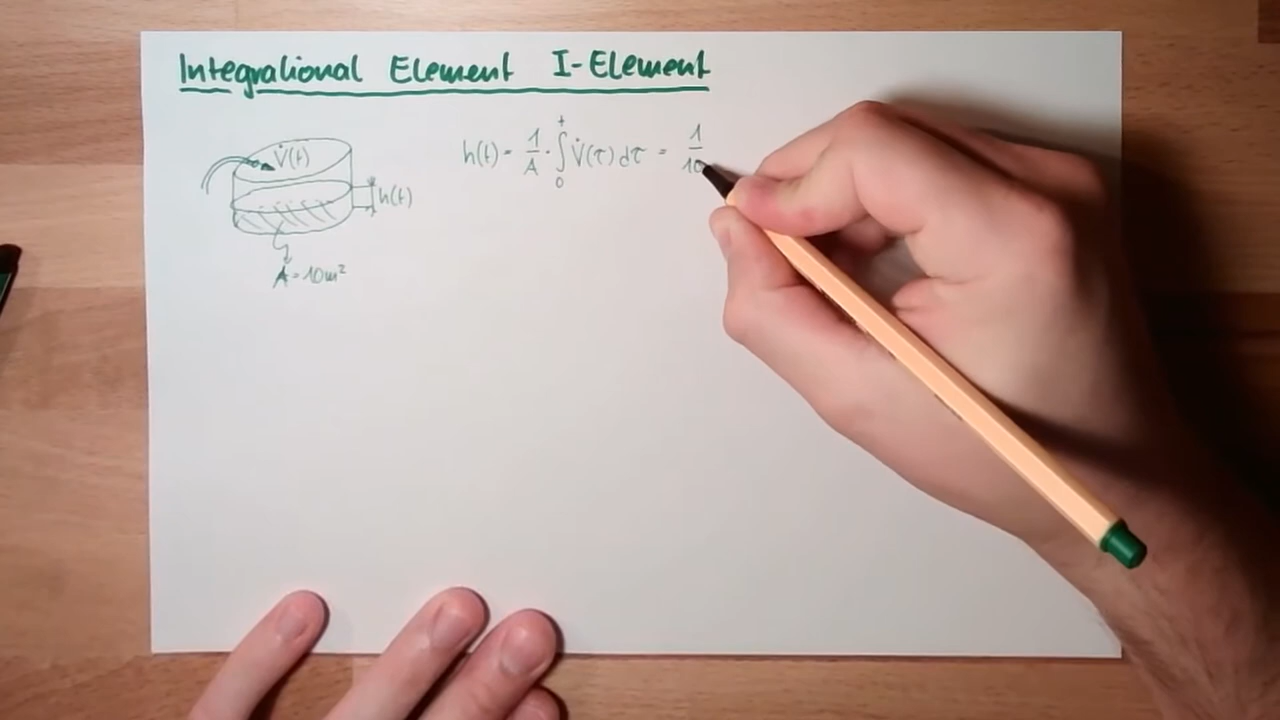 Integrational Element I-Element
V̇(t)
h(t)
A = 10m²
h(t) = 1/A · ∫₀ᵗ V̇(τ) dτ = 1/10